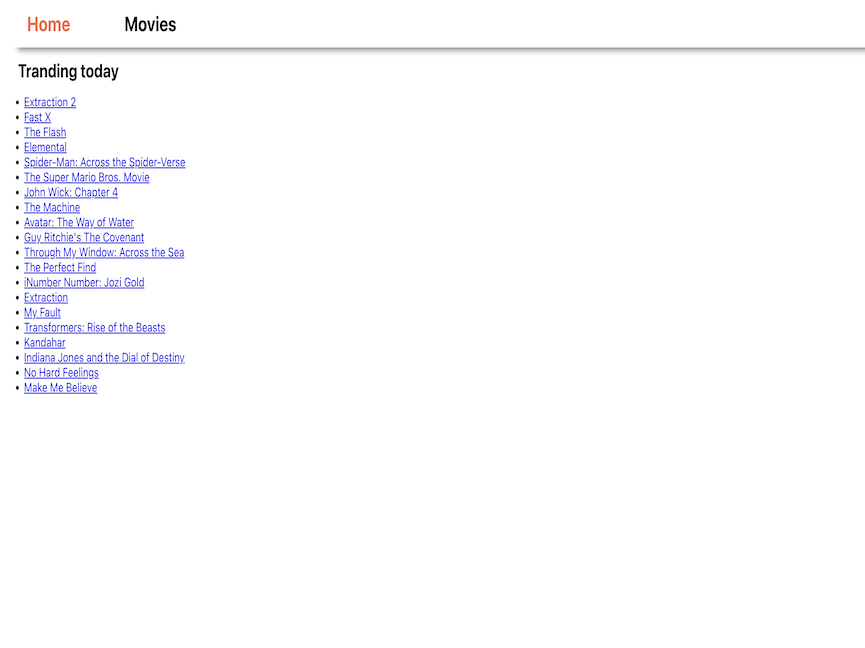 Home Movies
Tranding today
Extraction 2
Fast X
The Flash
Elemental
Spider-Man: Across the Spider-Verse
The Super Mario Bros. Movie
John Wick: Chapter 4
The Machine
Avatar: The Way of Water
Guy Ritchie's The Covenant
Through My Window: Across the Sea
The Perfect Find
iNumber Number: Jozi Gold
Extraction
My Fault
Transformers: Rise of the Beasts
Kandahar
Indiana Jones and the Dial of Destiny
No Hard Feelings
Make Me Believe